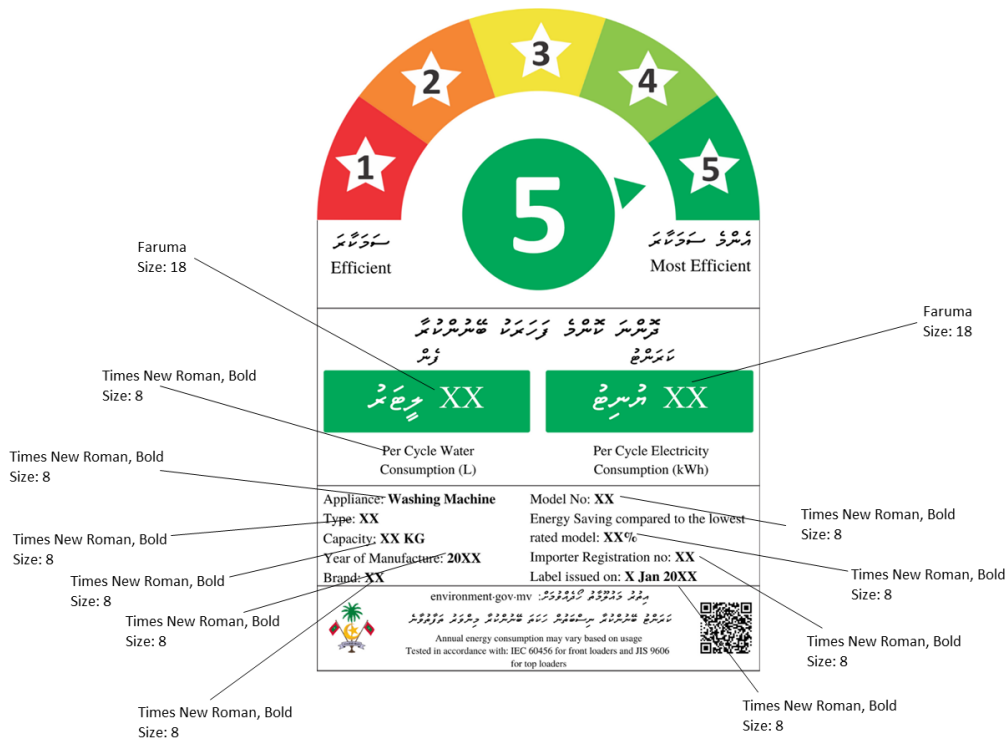 1
2
3
4
5
5
ސަމަކާރަ
Efficient
އެންމެ ސަމަކާރަ
Most Efficient
Faruma
Size: 18
Faruma
Size: 18
ދޮންނަ ކޮންމެ ފަހަރަކު ބޭނުންކުރާ
ފެން
ކަރަންޓު
XX ލީޓަރު
XX ޔުނިޓު
Times New Roman, Bold
Size: 8
Per Cycle Water
Consumption (L)
Per Cycle Electricity
Consumption (kWh)
Times New Roman, Bold
Size: 8
Appliance: Washing Machine
Type: XX
Capacity: XX KG
Year of Manufacture: 20XX
Brand: XX
Model No: XX
Energy Saving compared to the lowest
rated model: XX%
Importer Registration no: XX
Label issued on: X Jan 20XX
Times New Roman, Bold
Size: 8
Times New Roman, Bold
Size: 8
Times New Roman, Bold
Size: 8
Times New Roman, Bold
Size: 8
Times New Roman, Bold
Size: 8
Times New Roman, Bold
Size: 8
Times New Roman, Bold
Size: 8
Times New Roman, Bold
Size: 8
އިތުރު މައުލޫމާތު ހޯދެއްވުމަށް: environment-gov-mv
ކަރަންޓު ބޭނުންކުރާ ނިސްބަތުން ހަކަތަ ބޭނުންކުރާ މިންވަރު ތަފާތުވާނެ
Annual energy consumption may vary based on usage
Tested in accordance with: IEC 60456 for front loaders and JIS 9606
for top loaders